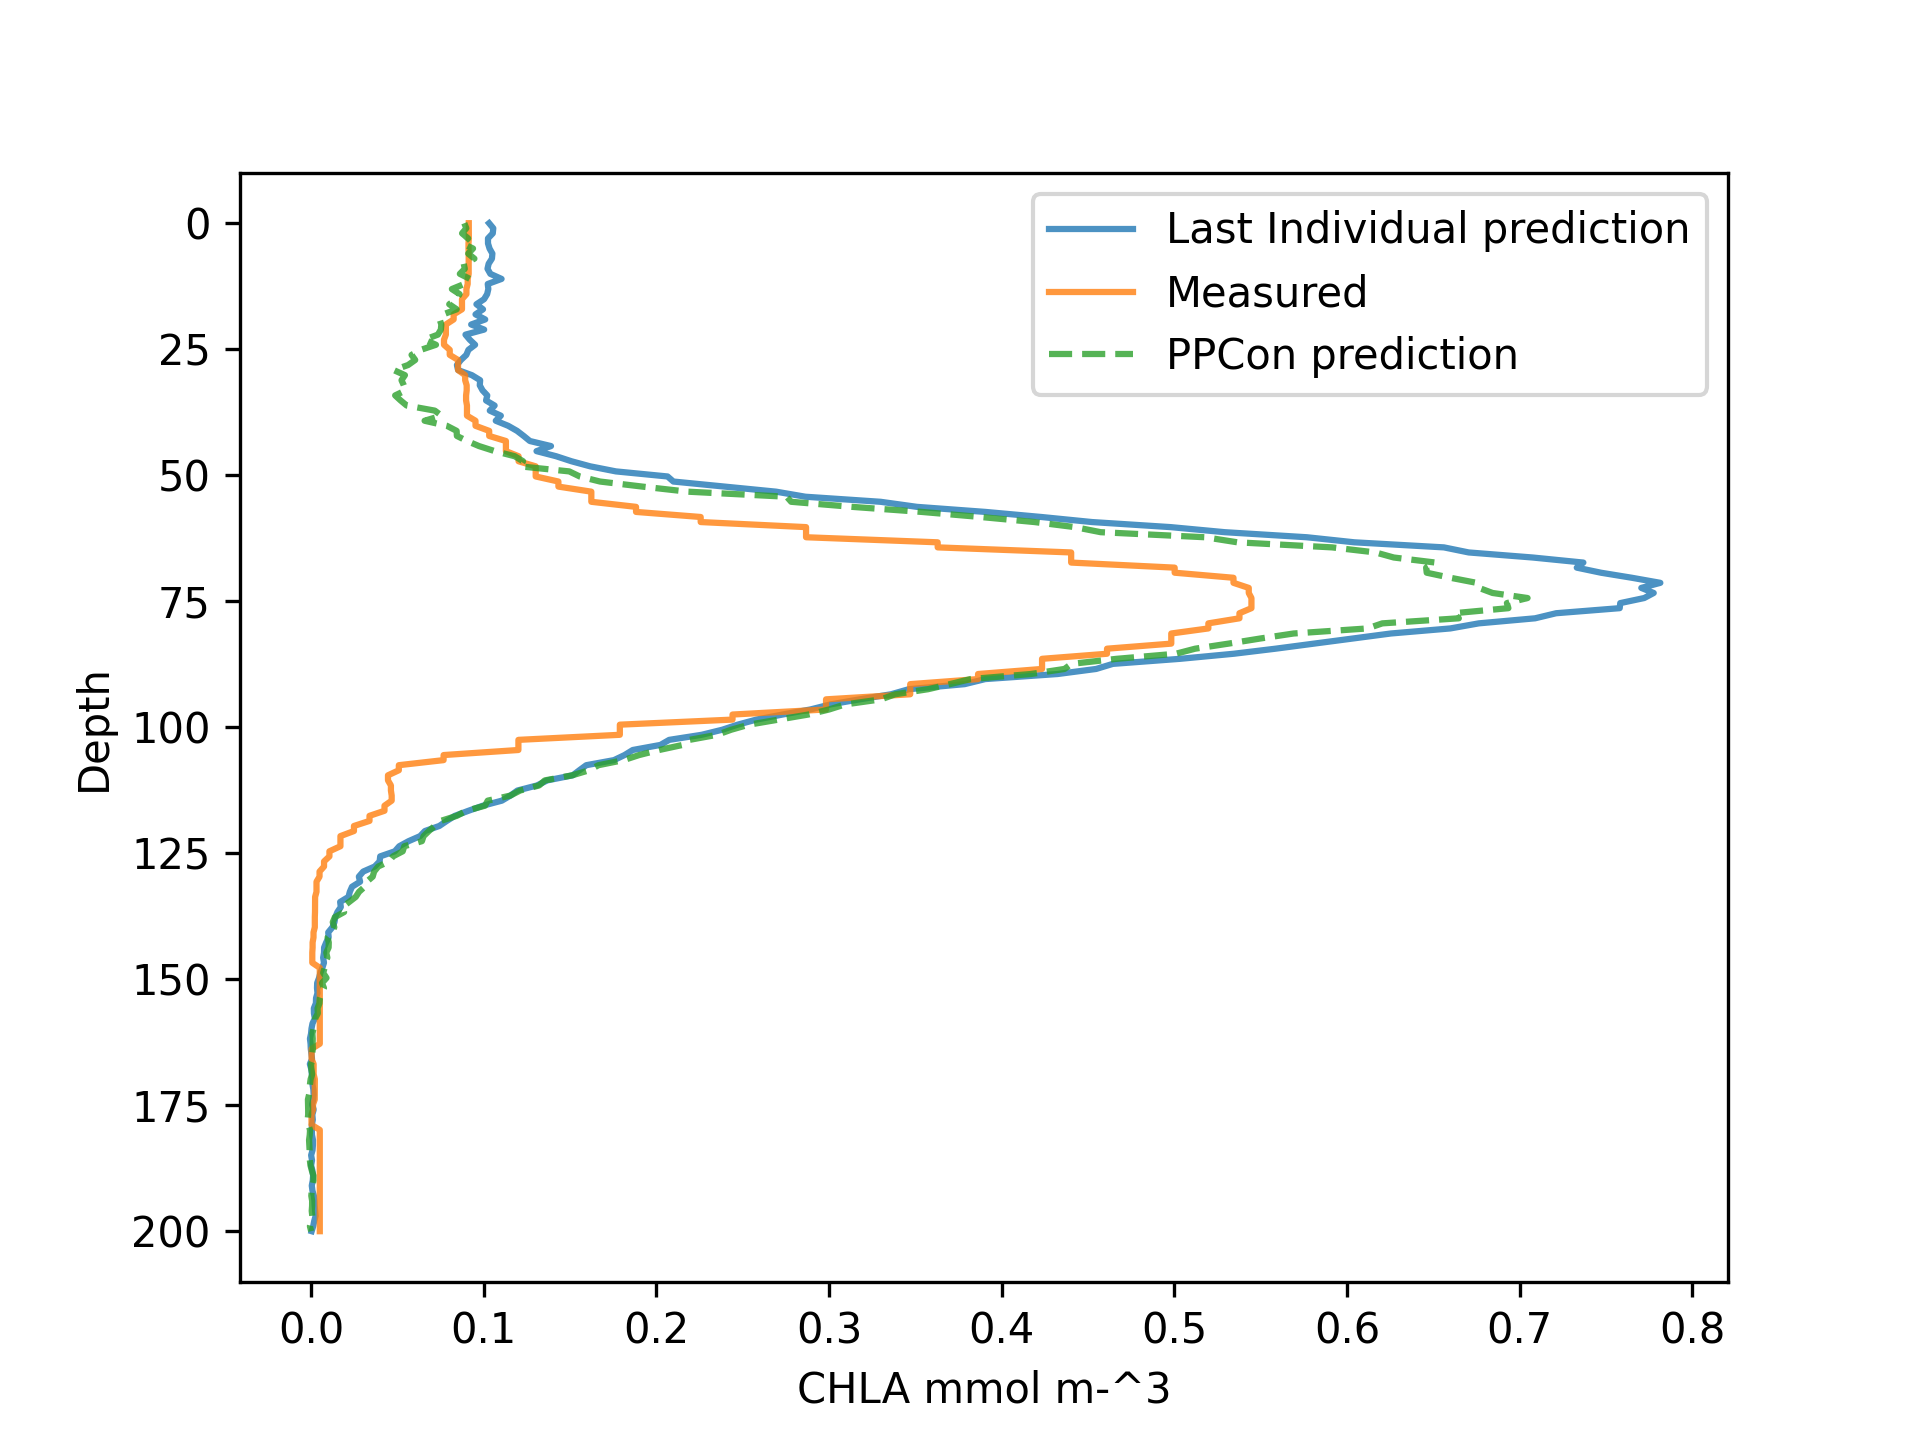 Last Individual prediction
Measured
PPCon prediction
0
25
50
75
100
125
150
175
200
Depth
0.0 0.1 0.2 0.3 0.4 0.5 0.6 0.7 0.8
CHLA mmol m-^3